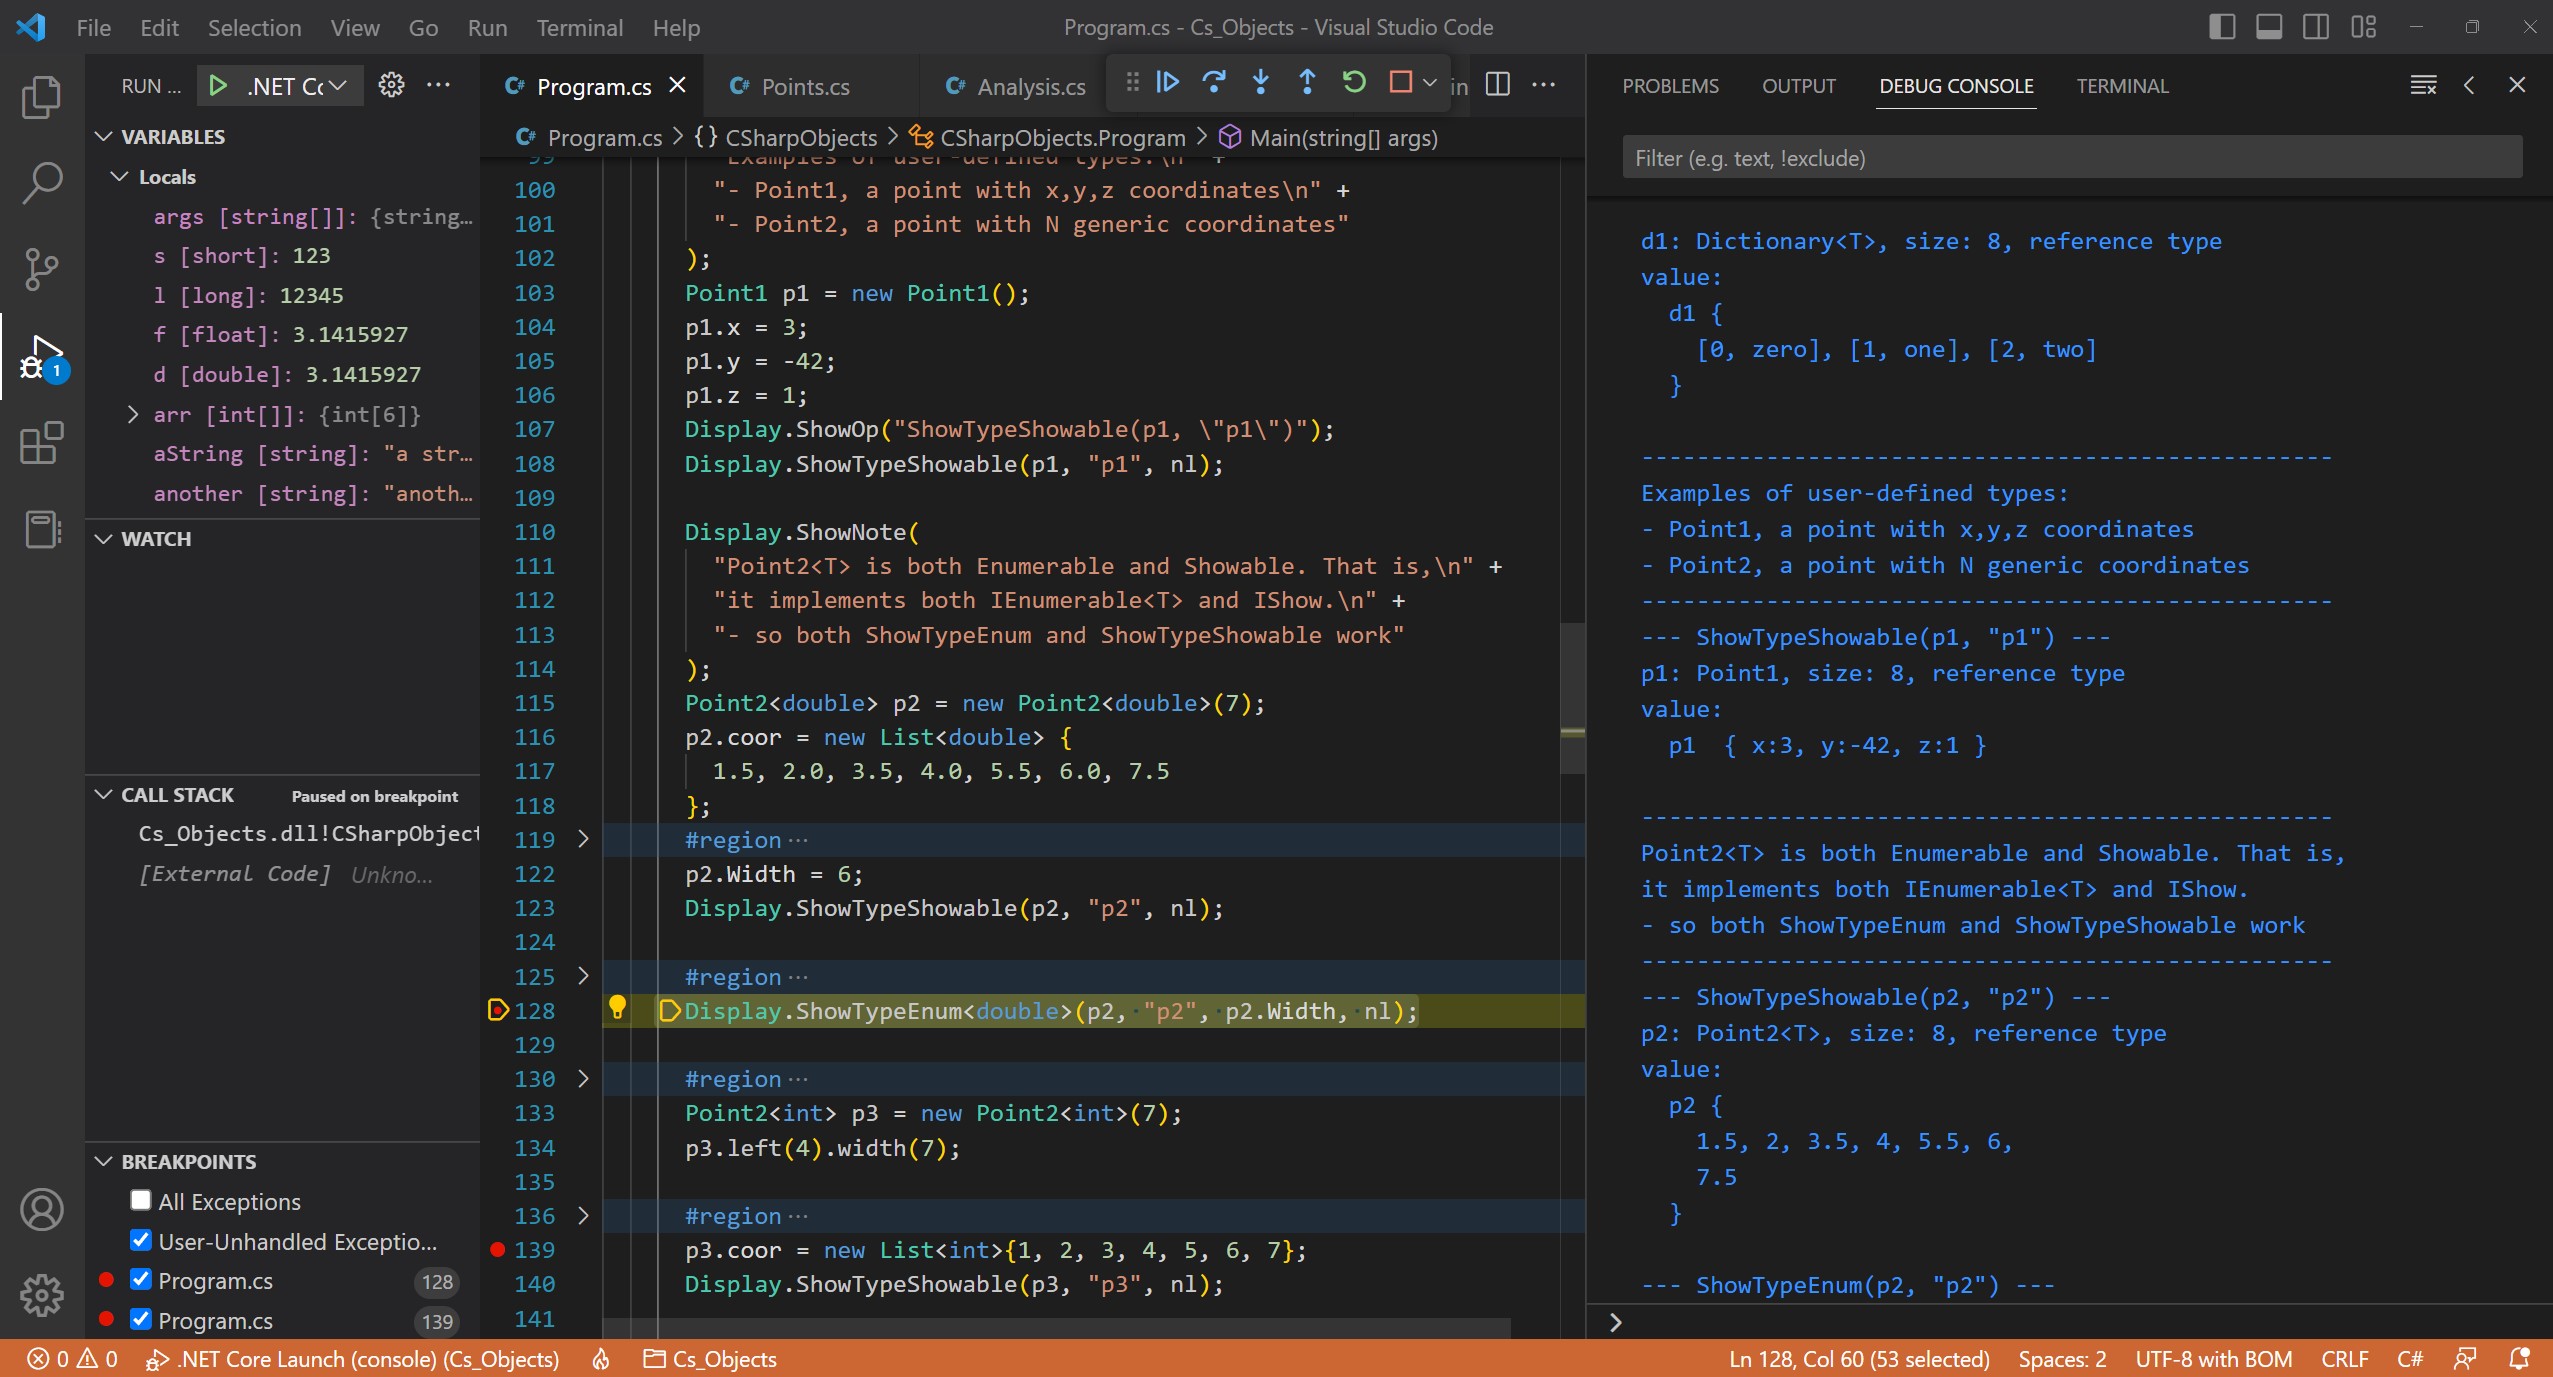 File Edit Selection View Go Run Terminal Help
Program.cs - Cs_Objects - Visual Studio Code
RUN ...
.NET Cc
VARIABLES
Locals
args [string[]]: {string...
s [short]: 123
l [long]: 12345
f [float]: 3.1415927
d [double]: 3.1415927
arr [int[]]: {int[6]}
aString [string]: "a str...
another [string]: "anoth...
WATCH
CALL STACK Paused on breakpoint
Cs_Objects.dll!CSharpObject
[External Code] Unkno...
BREAKPOINTS
All Exceptions
User-Unhandled Exceptio...
Program.cs 128
Program.cs 139
1
Program.cs
Points.cs
Analysis.cs
in
Program.cs > {} CSharpObjects > CSharpObjects.Program > Main(string[] args)
99 "Examples of user-defined types:\n" +
100 "- Point1, a point with x,y,z coordinates\n" +
101 "- Point2, a point with N generic coordinates"
102 );
103 Point1 p1 = new Point1();
104 p1.x = 3;
105 p1.y = -42;
106 p1.z = 1;
107 Display.ShowOp("ShowTypeShowable(p1, \"p1\")");
108 Display.ShowTypeShowable(p1, "p1", nl);
109
110 Display.ShowNote(
111 "Point2<T> is both Enumerable and Showable. That is,\n" +
112 "it implements both IEnumerable<T> and IShow.\n" +
113 "- so both ShowTypeEnum and ShowTypeShowable work"
114 );
115 Point2<double> p2 = new Point2<double>(7);
116 p2.coor = new List<double> {
117 1.5, 2.0, 3.5, 4.0, 5.5, 6.0, 7.5
118 };
119 #region ...
122 p2.Width = 6;
123 Display.ShowTypeShowable(p2, "p2", nl);
124
125 #region ...
128 Display.ShowTypeEnum<double>(p2, "p2", p2.Width, nl);
129
130 #region ...
133 Point2<int> p3 = new Point2<int>(7);
134 p3.left(4).width(7);
135
136 #region ...
139 p3.coor = new List<int>{1, 2, 3, 4, 5, 6, 7};
140 Display.ShowTypeShowable(p3, "p3", nl);
141
PROBLEMS OUTPUT DEBUG CONSOLE TERMINAL
Filter (e.g. text, !exclude)
d1: Dictionary<T>, size: 8, reference type
value:
d1 {
[0, zero], [1, one], [2, two]
}
--------------------------------------------------
Examples of user-defined types:
- Point1, a point with x,y,z coordinates
- Point2, a point with N generic coordinates
--------------------------------------------------
--- ShowTypeShowable(p1, "p1") ---
p1: Point1, size: 8, reference type
value:
p1 { x:3, y:-42, z:1 }
--------------------------------------------------
Point2<T> is both Enumerable and Showable. That is,
it implements both IEnumerable<T> and IShow.
- so both ShowTypeEnum and ShowTypeShowable work
--------------------------------------------------
--- ShowTypeShowable(p2, "p2") ---
p2: Point2<T>, size: 8, reference type
value:
p2 {
1.5, 2, 3.5, 4, 5.5, 6,
7.5
}
--- ShowTypeEnum(p2, "p2") ---
>
0 0 .NET Core Launch (console) (Cs_Objects) Cs_Objects
Ln 128, Col 60 (53 selected) Spaces: 2 UTF-8 with BOM CRLF C#